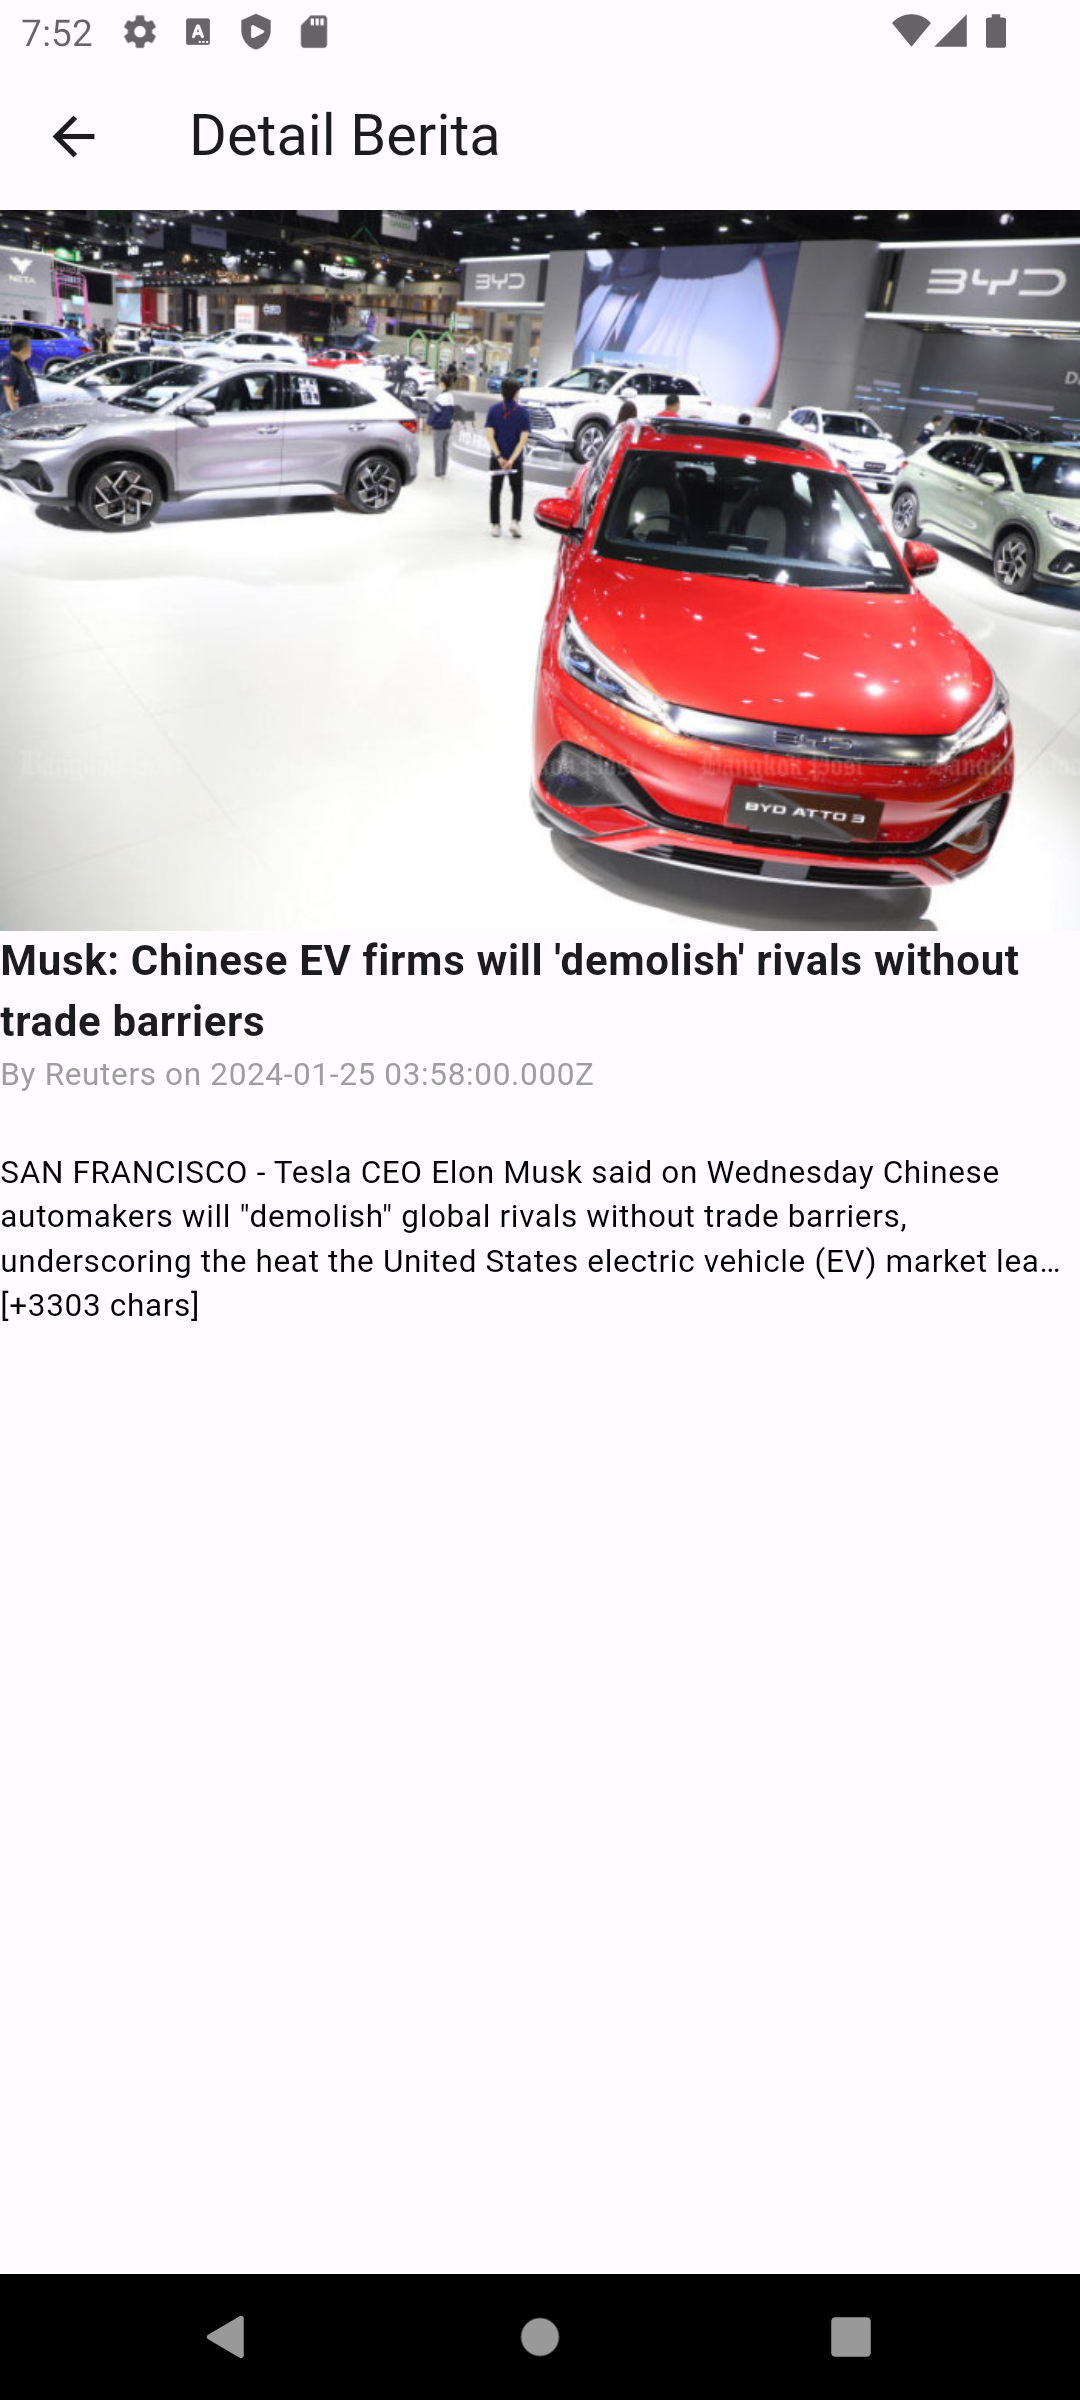 7:52
Detail Berita
NETA
BYD
BYD
BYD
BYD ATTO 3
Bangkok Post
Musk: Chinese EV firms will 'demolish' rivals without
trade barriers
By Reuters on 2024-01-25 03:58:00.000Z
SAN FRANCISCO - Tesla CEO Elon Musk said on Wednesday Chinese
automakers will "demolish" global rivals without trade barriers,
underscoring the heat the United States electric vehicle (EV) market lea…
[+3303 chars]